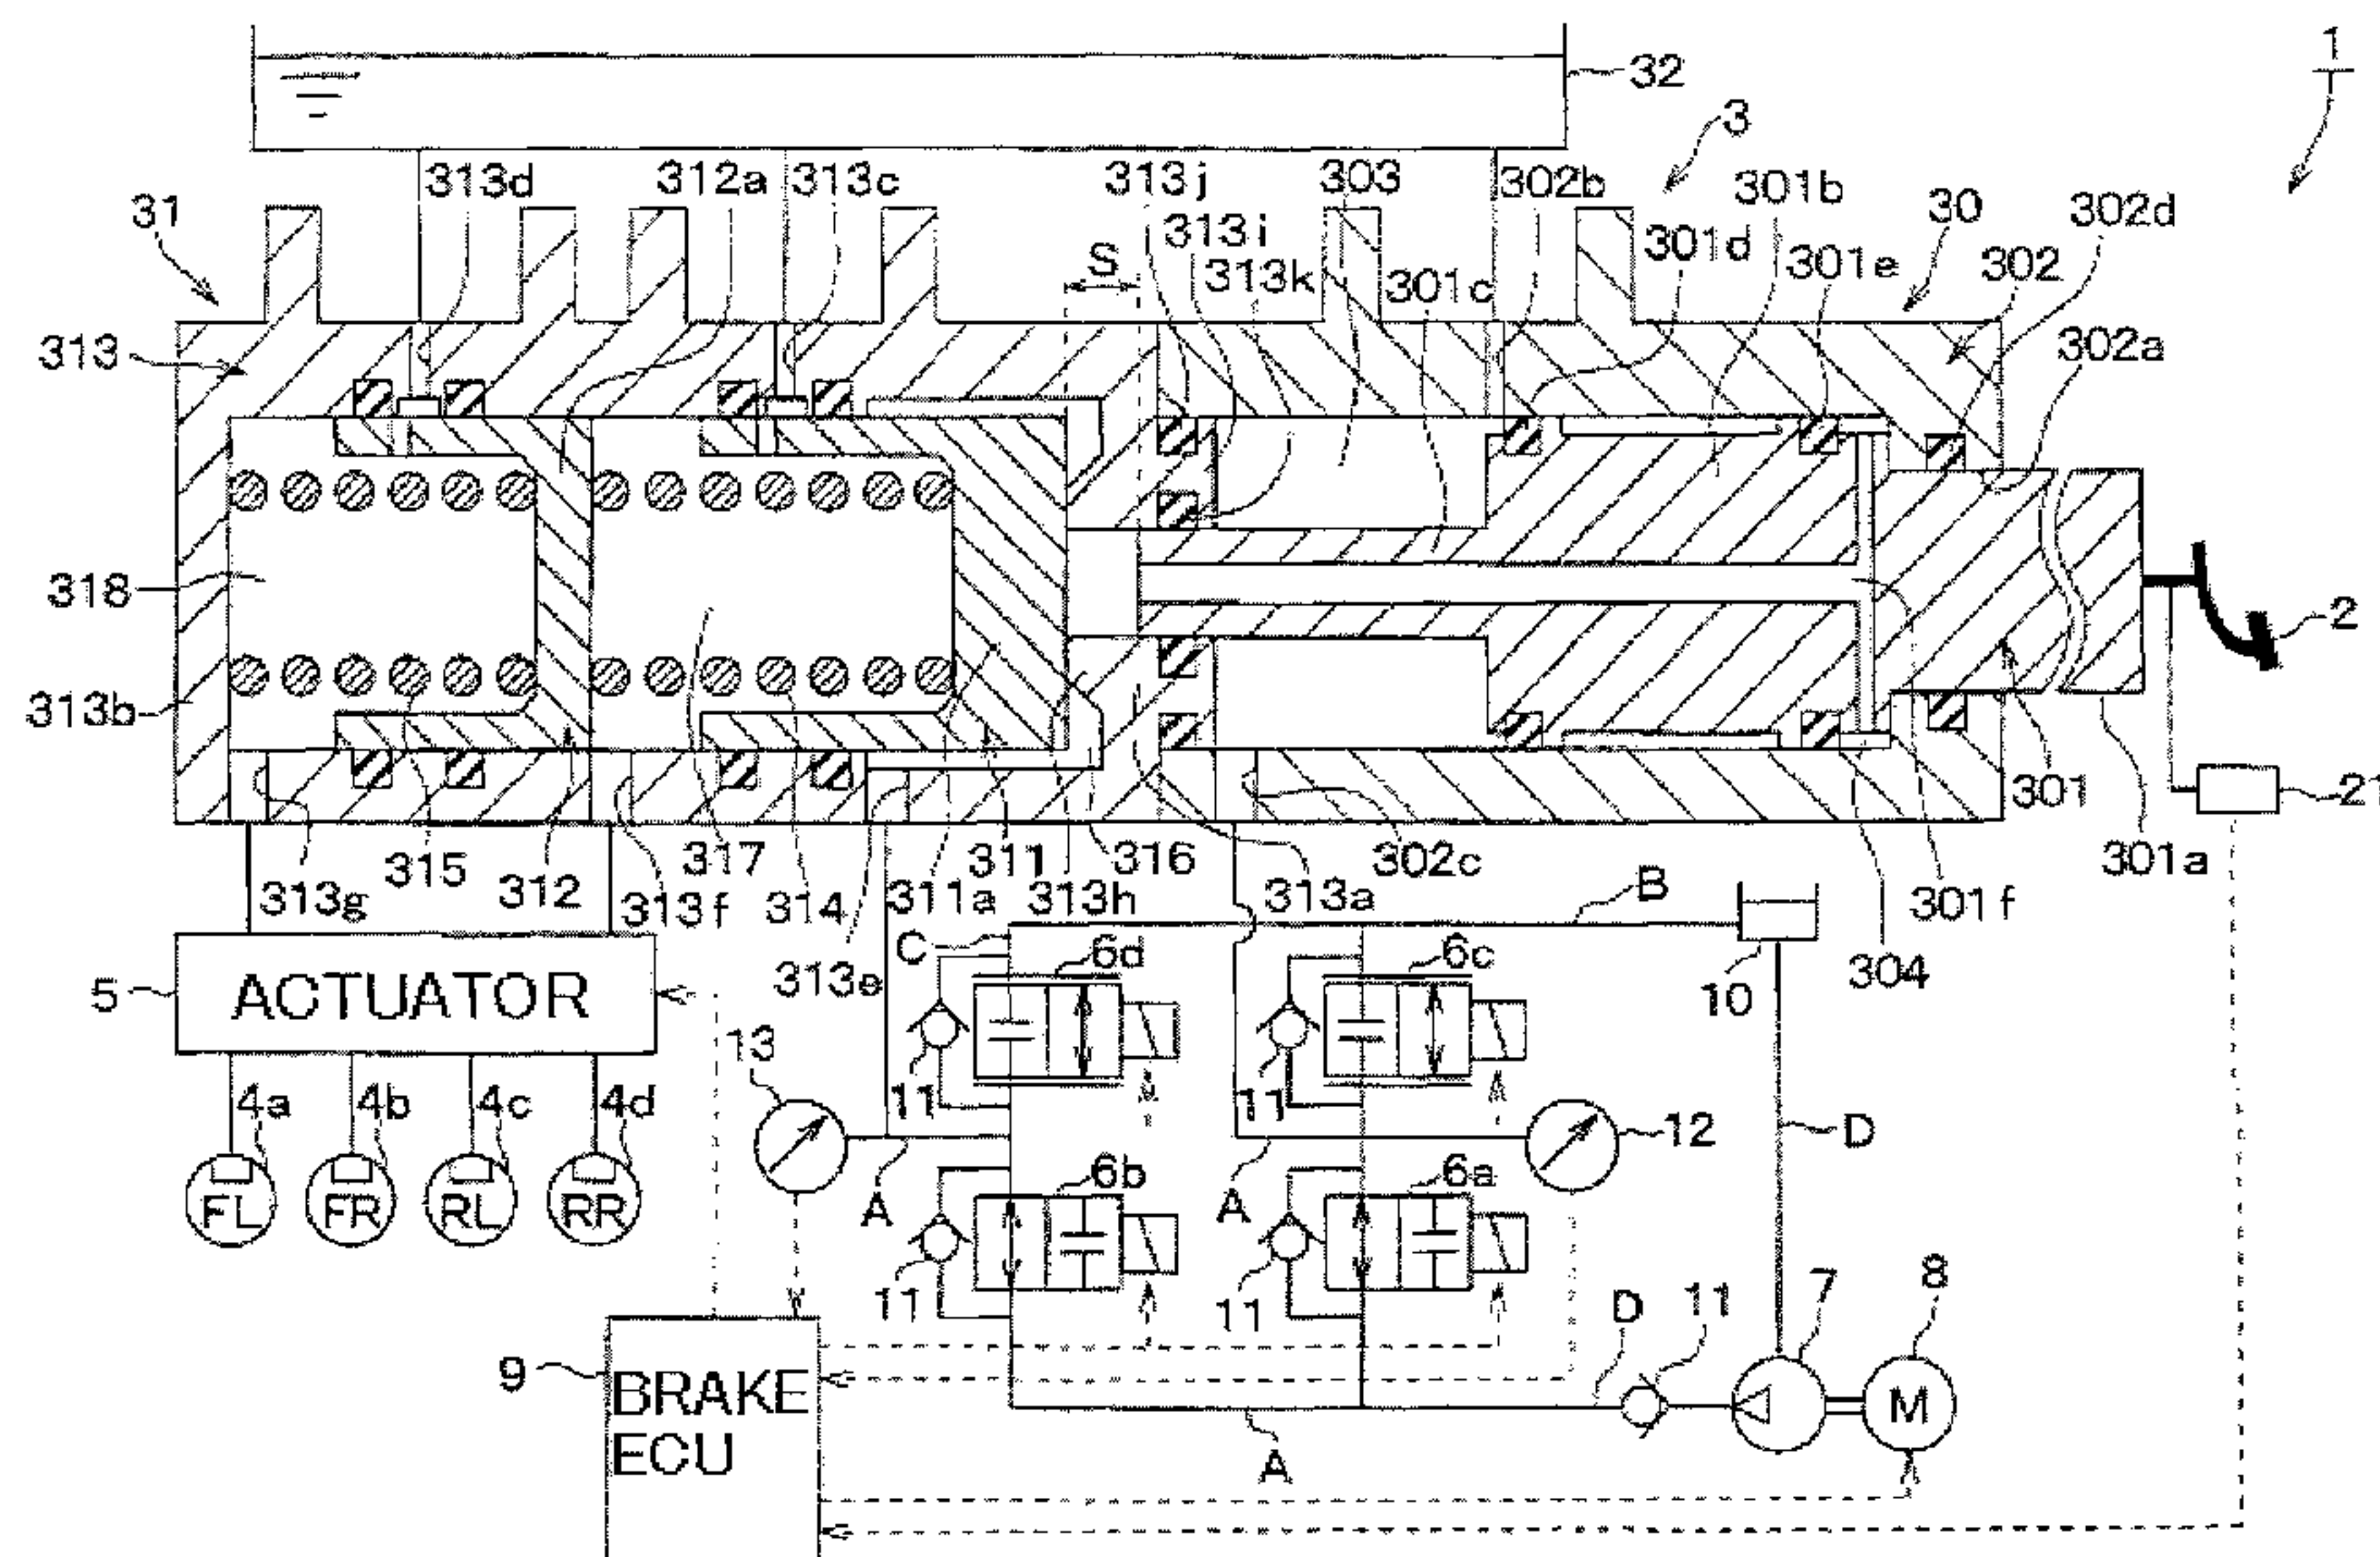 1
32
3
313d
312a
313c
313j
303
302b
301b
30
302d
31
313i
301d
S
313k
301c
301e
302
313
302a
318
2
313b
301
21
315
312
317
311
316
302c
301a
313g
313f
314
311a
313h
313a
B
301f
C
6d
6c
313e
10
304
5
ACTUATOR
13
11
11
4a
4b
4c
4d
12
D
A
A
6b
6a
FL
FR
RL
RR
11
11
D
11
7
8
9
BRAKE
ECU
M
A